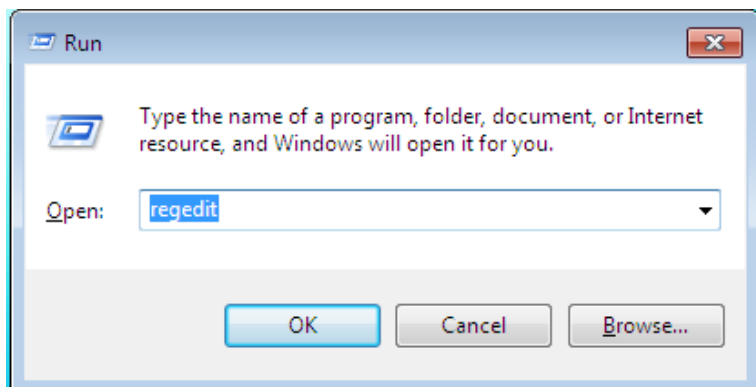 Run
Type the name of a program, folder, document, or Internet
resource, and Windows will open it for you.
Open: regedit
OK Cancel Browse...